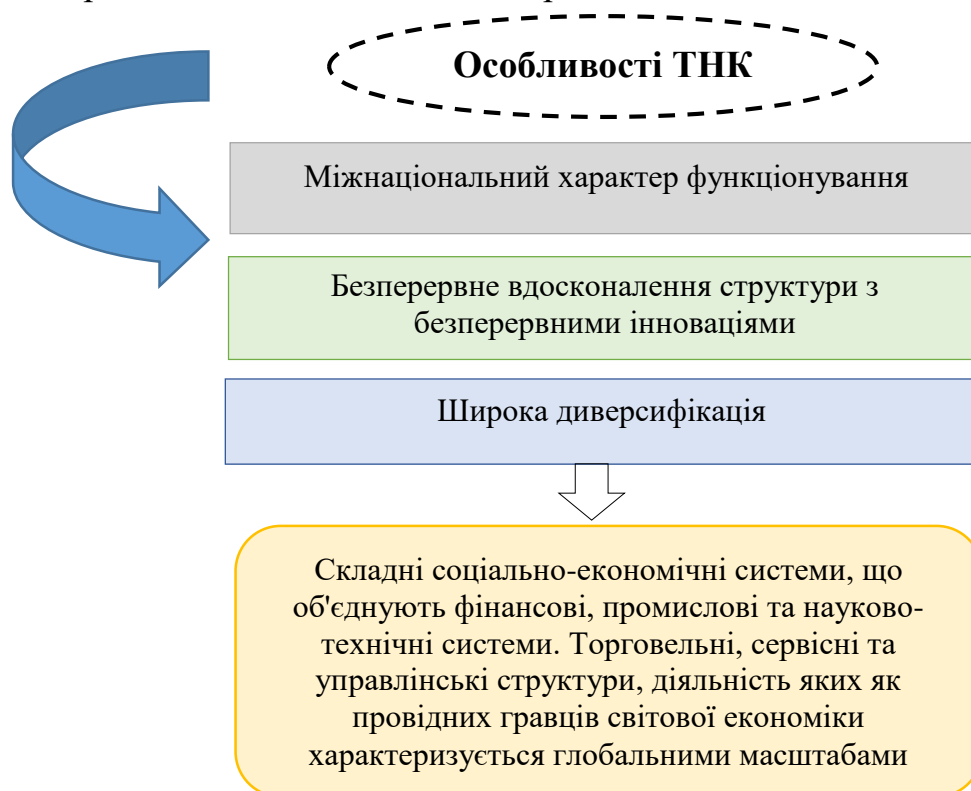 Особливості ТНК
Міжнаціональний характер функціонування
Безперервне вдосконалення структури з
безперервними інноваціями
Широка диверсифікація
Складні соціально-економічні системи, що
об'єднують фінансові, промислові та науково-
технічні системи. Торговельні, сервісні та
управлінські структури, діяльність яких як
провідних гравців світової економіки
характеризується глобальними масштабами